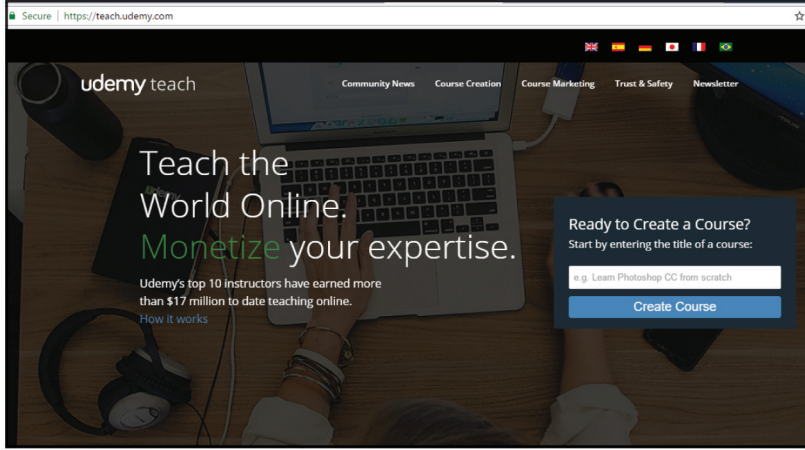 Secure | https://teach.udemy.com
udemy teach
Community News Course Creation Course Marketing Trust & Safety Newsletter
Teach the
World Online.
Monetize your expertise.
Udemy's top 10 instructors have earned more
than $17 million to date teaching online.
How it works
Ready to Create a Course?
Start by entering the title of a course:
e.g. Learn Photoshop CC from scratch
Create Course
udemy